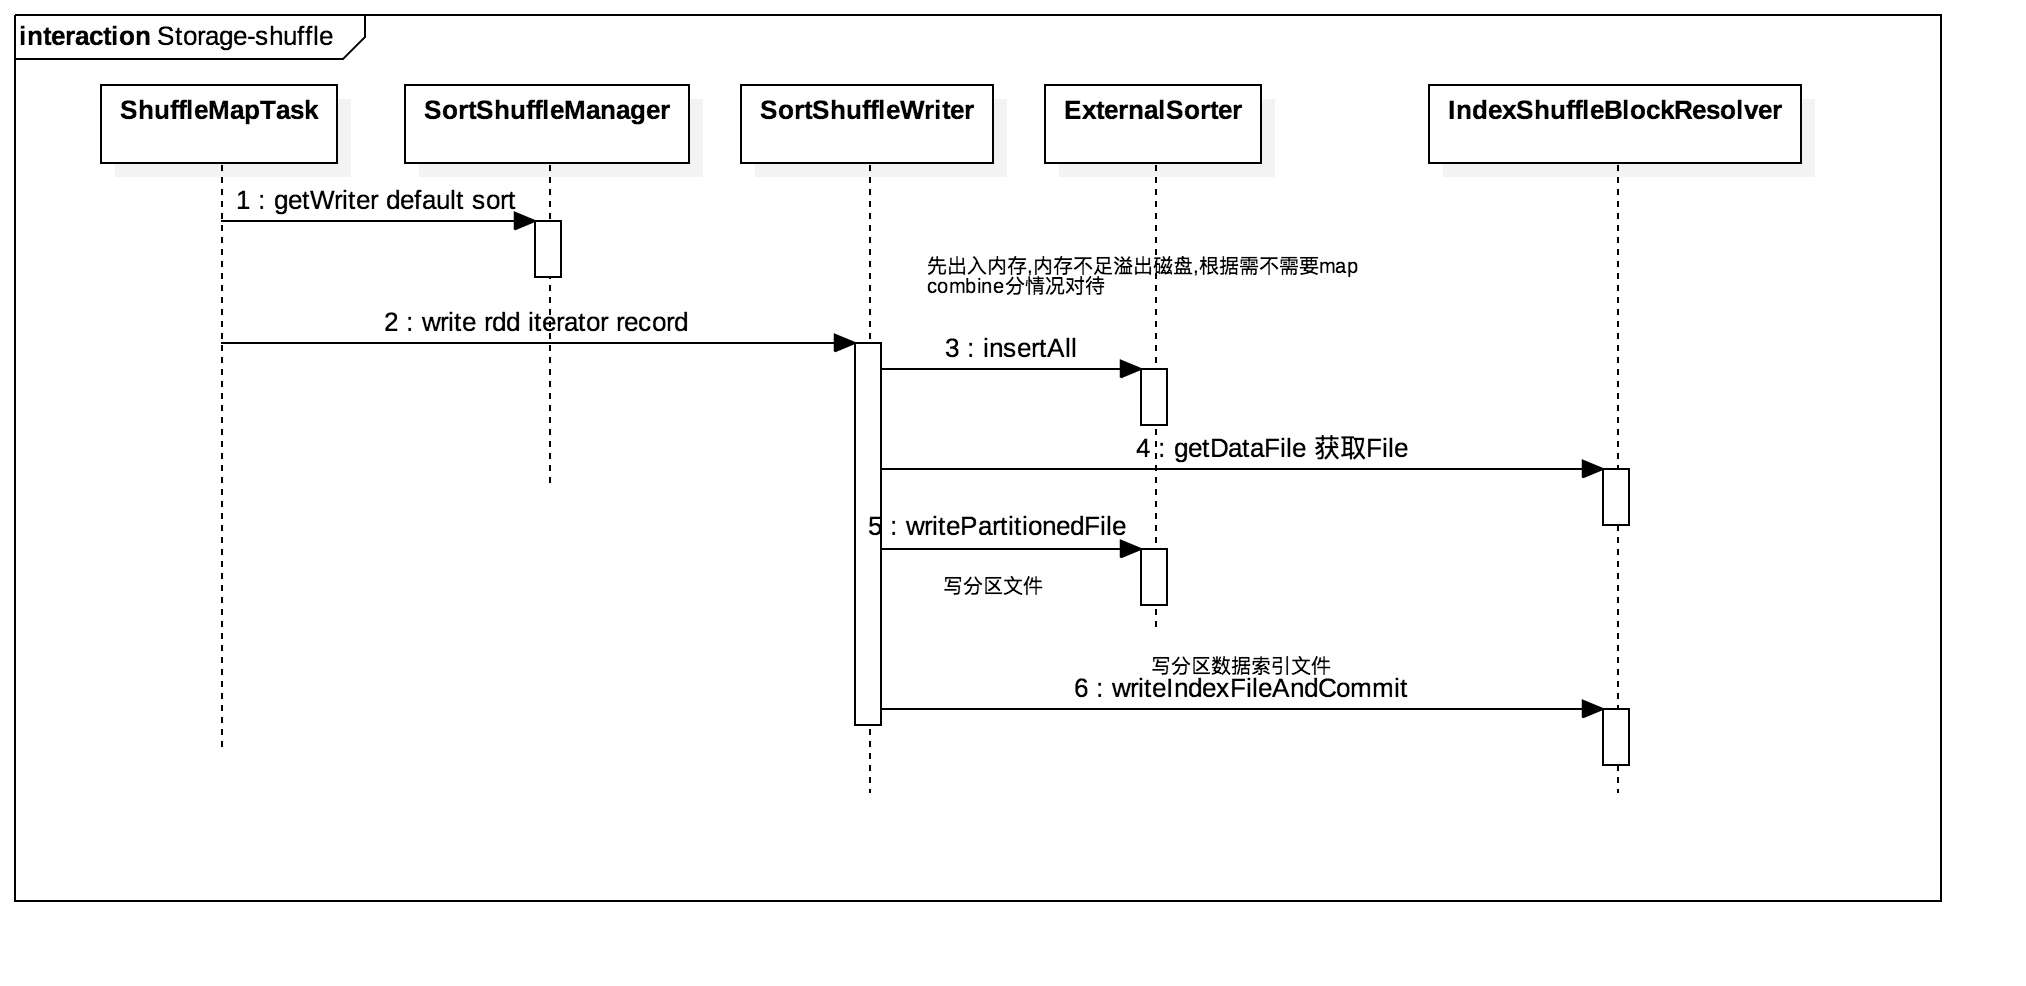 interaction Storage-shuffle
ShuffleMapTask
SortShuffleManager
SortShuffleWriter
ExternalSorter
IndexShuffleBlockResolver
1 : getWriter default sort
先出入内存,内存不足溢出磁盘,根据需不需要map
combine分情况对待
2 : write rdd iterator record
3 : insertAll
4 : getDataFile 获取File
5 : writePartitionedFile
写分区文件
写分区数据索引文件
6 : writeIndexFileAndCommit